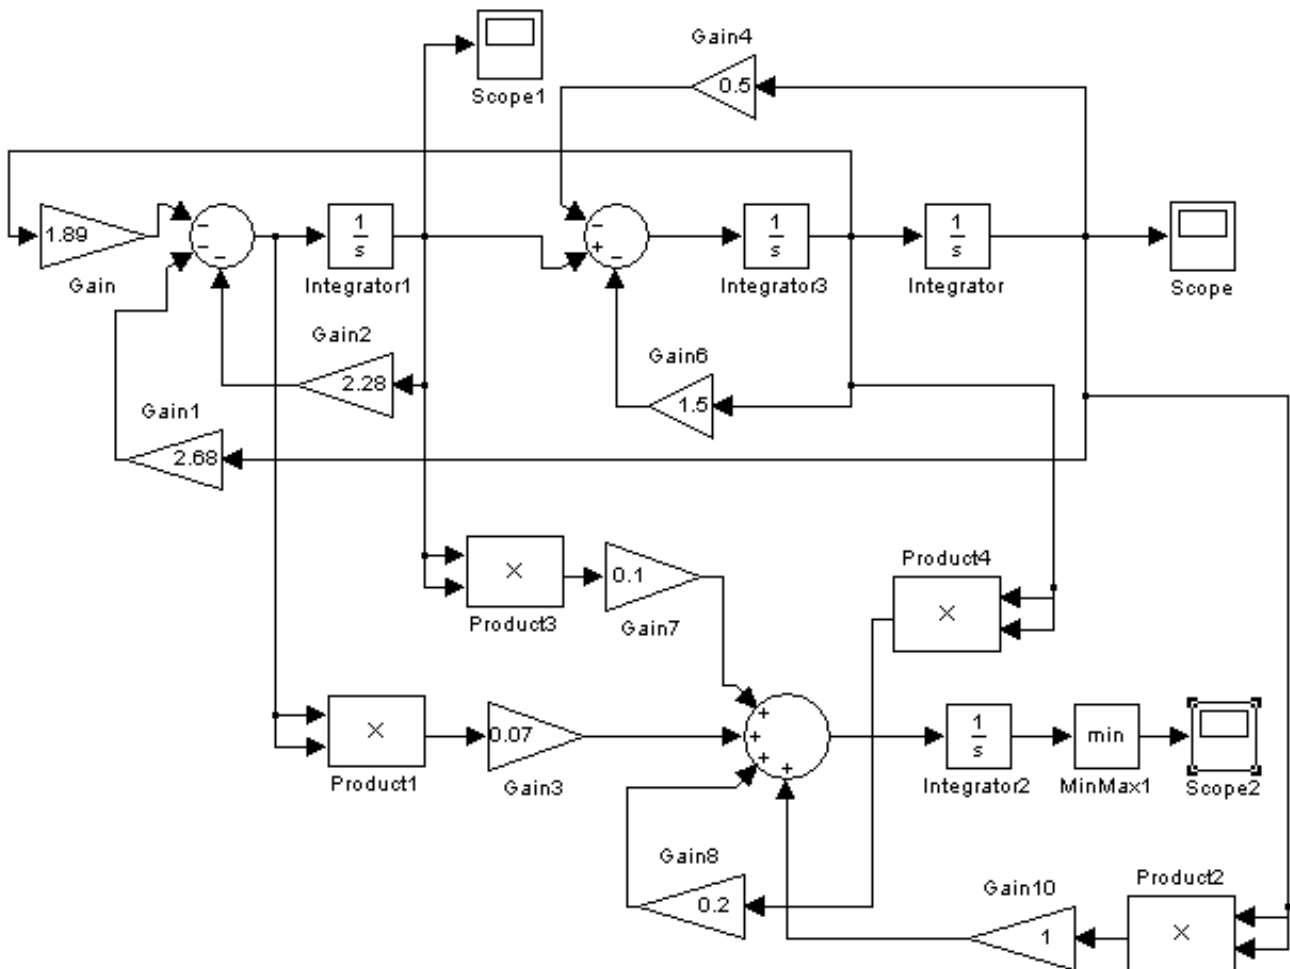 Gain4
0.5
Scope1
1.89
Gain
−
−
−
1
s
Integrator1
−
+
−
1
s
Integrator3
1
s
Integrator
Scope
Gain2
2.28
Gain6
1.5
Gain1
2.68
×
Product3
0.1
Gain7
Product4
×
×
Product1
0.07
Gain3
+
+
+
+
1
s
Integrator2
min
MinMax1
Scope2
Gain8
0.2
Gain10
1
Product2
×